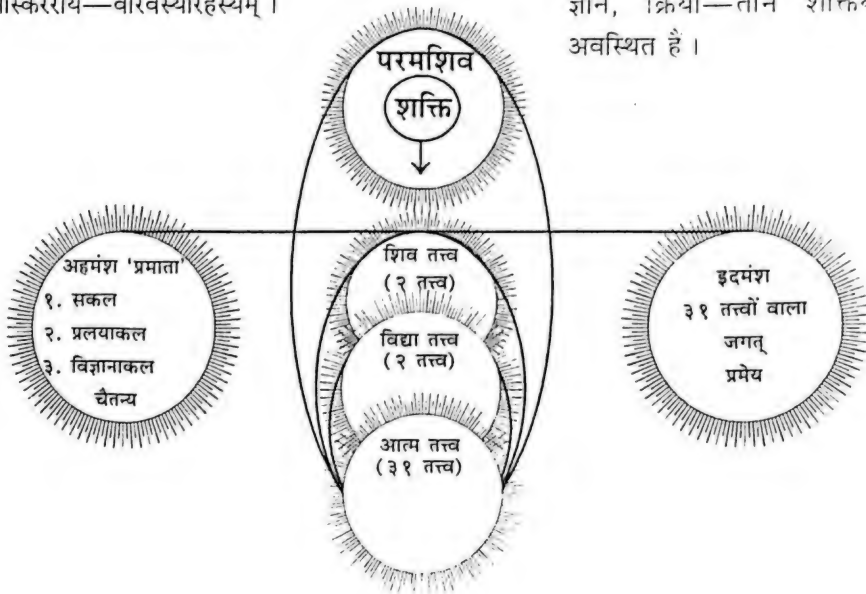 ज्ञान, क्रिया—तीन
अवस्थित है ।
परमशिव
शक्ति
शिव तत्त्व
(२ तत्त्व)
अहमंश 'प्रमाता'
१. सकल
२. प्रलयाकल
३. विज्ञानाकल
चैतन्य
विद्या तत्त्व
(२ तत्त्व)
आत्म तत्त्व
(३१ तत्त्व)
इदमंश
३१ तत्त्वों वाला
जगत्
प्रमेय